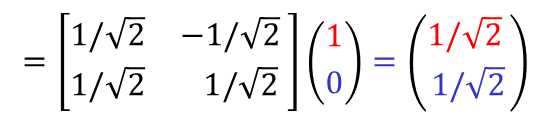 = [1/√2 −1/√2] (1) = (1/√2)
[1/√2 1/√2] (0) (1/√2)